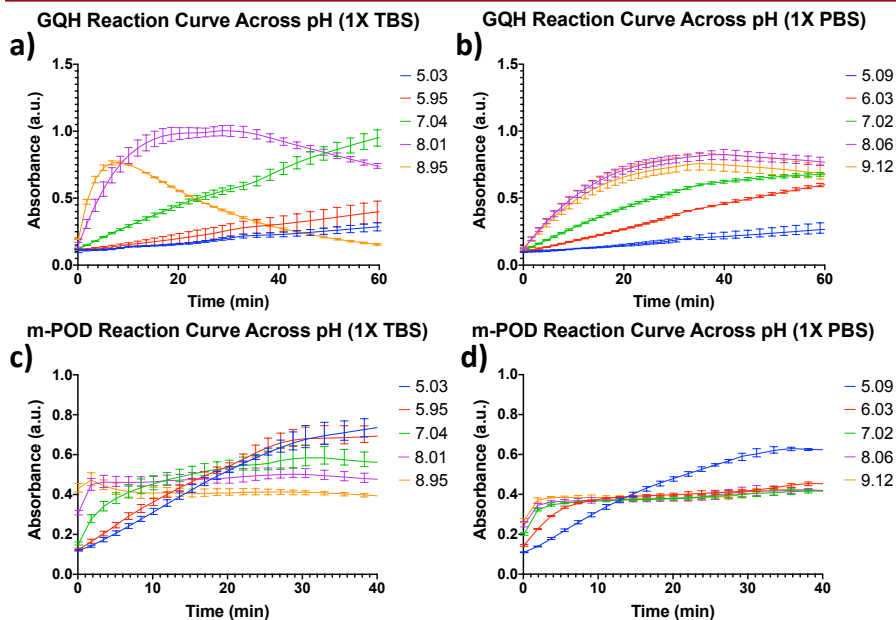 GQH Reaction Curve Across pH (1X TBS)
a)
Absorbance (a.u.)
1.5
1.0
0.5
0.0
0 20 40 60
Time (min)
5.03
5.95
7.04
8.01
8.95
GQH Reaction Curve Across pH (1X PBS)
b)
Absorbance (a.u.)
1.5
1.0
0.5
0.0
0 20 40 60
Time (min)
5.09
6.03
7.02
8.06
9.12
m-POD Reaction Curve Across pH (1X TBS)
c)
Absorbance (a.u.)
1.0
0.8
0.6
0.4
0.2
0.0
0 10 20 30 40
Time (min)
5.03
5.95
7.04
8.01
8.95
m-POD Reaction Curve Across pH (1X PBS)
d)
Absorbance (a.u.)
1.0
0.8
0.6
0.4
0.2
0.0
0 10 20 30 40
Time (min)
5.09
6.03
7.02
8.06
9.12